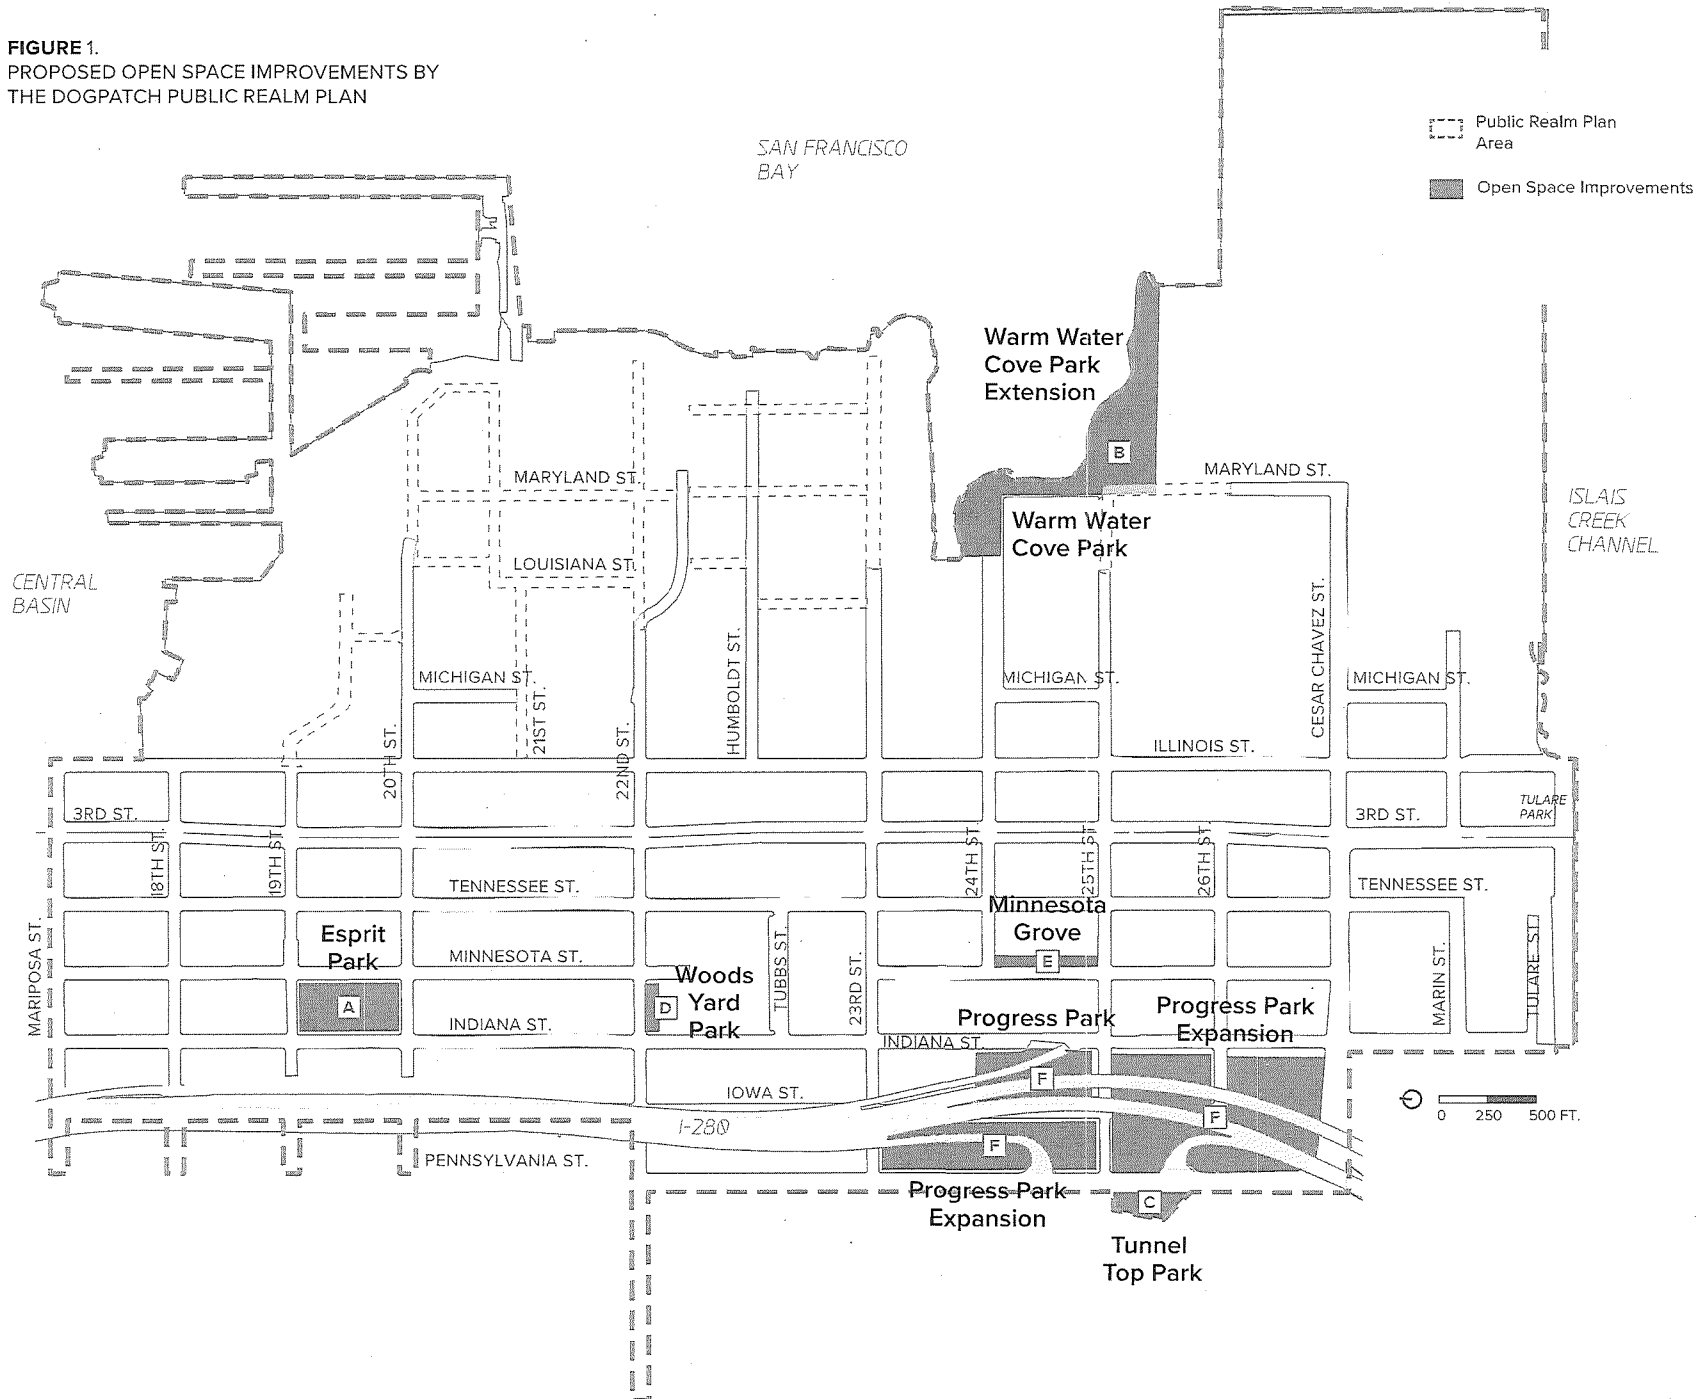 FIGURE 1.
PROPOSED OPEN SPACE IMPROVEMENTS BY
THE DOGPATCH PUBLIC REALM PLAN
SAN FRANCISCO
BAY
Public Realm Plan
Area
Open Space Improvements
Warm Water
Cove Park
Extension
B
MARYLAND ST.
MARYLAND ST.
ISLAIS
CREEK
CHANNEL
Warm Water
Cove Park
LOUISIANA ST.
CENTRAL
BASIN
CESAR CHAVEZ ST.
HUMBOLDT ST.
MICHIGAN ST.
MICHIGAN ST.
MICHIGAN ST.
21ST ST.
20TH ST.
22ND ST.
ILLINOIS ST.
3RD ST.
3RD ST.
TULARE
PARK
18TH ST.
19TH ST.
24TH ST.
25TH ST.
26TH ST.
TENNESSEE ST.
TENNESSEE ST.
Minnesota
Grove
E
MARIPOSA ST.
Esprit
Park
A
MINNESOTA ST.
Woods
Yard
Park
D
TUBBS ST.
23RD ST.
MARIN ST.
TULARE ST.
INDIANA ST.
Progress Park
Progress Park
Expansion
INDIANA ST.
F
IOWA ST.
F
0 250 500 FT.
I-280
F
PENNSYLVANIA ST.
Progress Park
Expansion
C
Tunnel
Top Park